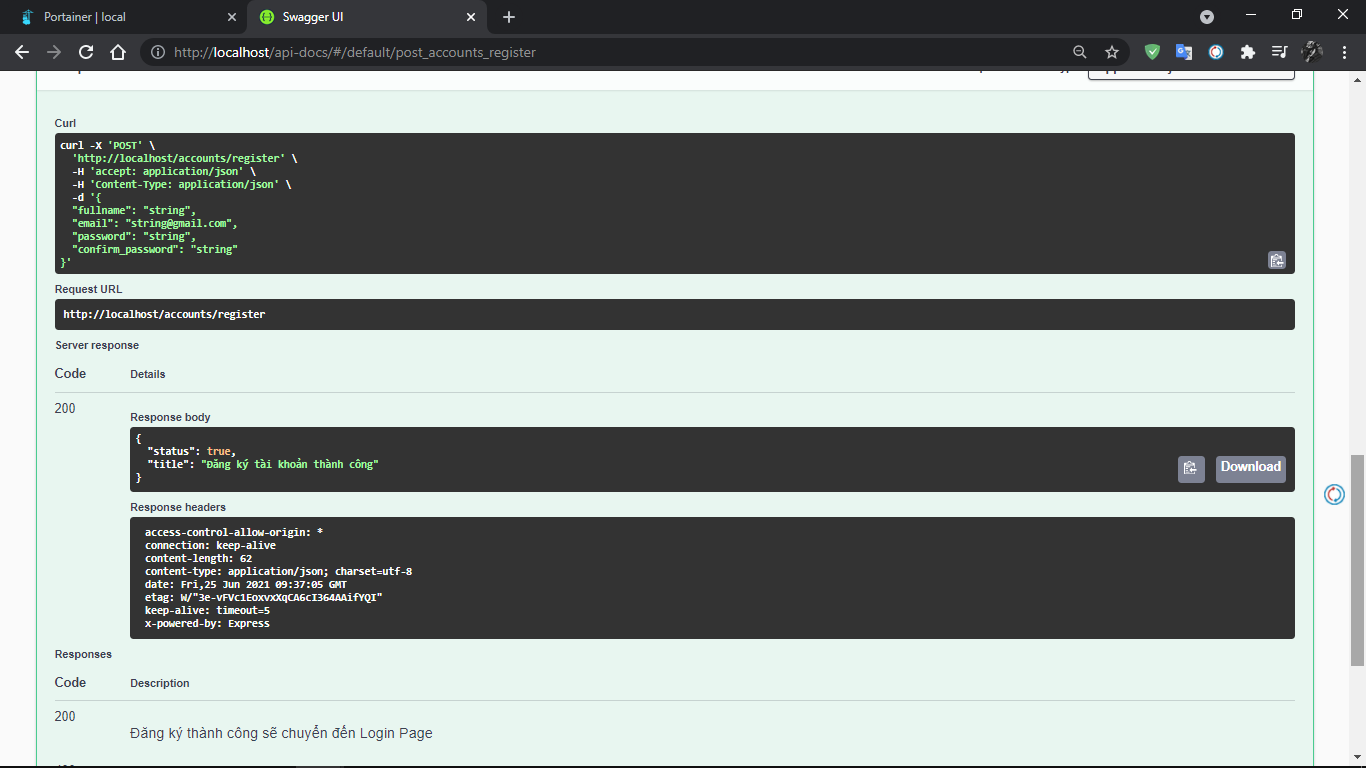 Portainer | local
Swagger UI
http://localhost/api-docs/#/default/post_accounts_register
Curl
curl -X 'POST' \
'http://localhost/accounts/register' \
-H 'accept: application/json' \
-H 'Content-Type: application/json' \
-d '{
"fullname": "string",
"email": "string@gmail.com",
"password": "string",
"confirm_password": "string"
}'
Request URL
http://localhost/accounts/register
Server response
Code Details
200
Response body
{
"status": true,
"title": "Đăng ký tài khoản thành công"
}
Download
Response headers
access-control-allow-origin: *
connection: keep-alive
content-length: 62
content-type: application/json; charset=utf-8
date: Fri,25 Jun 2021 09:37:05 GMT
etag: W/"3e-vFVc1EoxvxXqCA6cI364AAifYQI"
keep-alive: timeout=5
x-powered-by: Express
Responses
Code Description
200
Đăng ký thành công sẽ chuyển đến Login Page